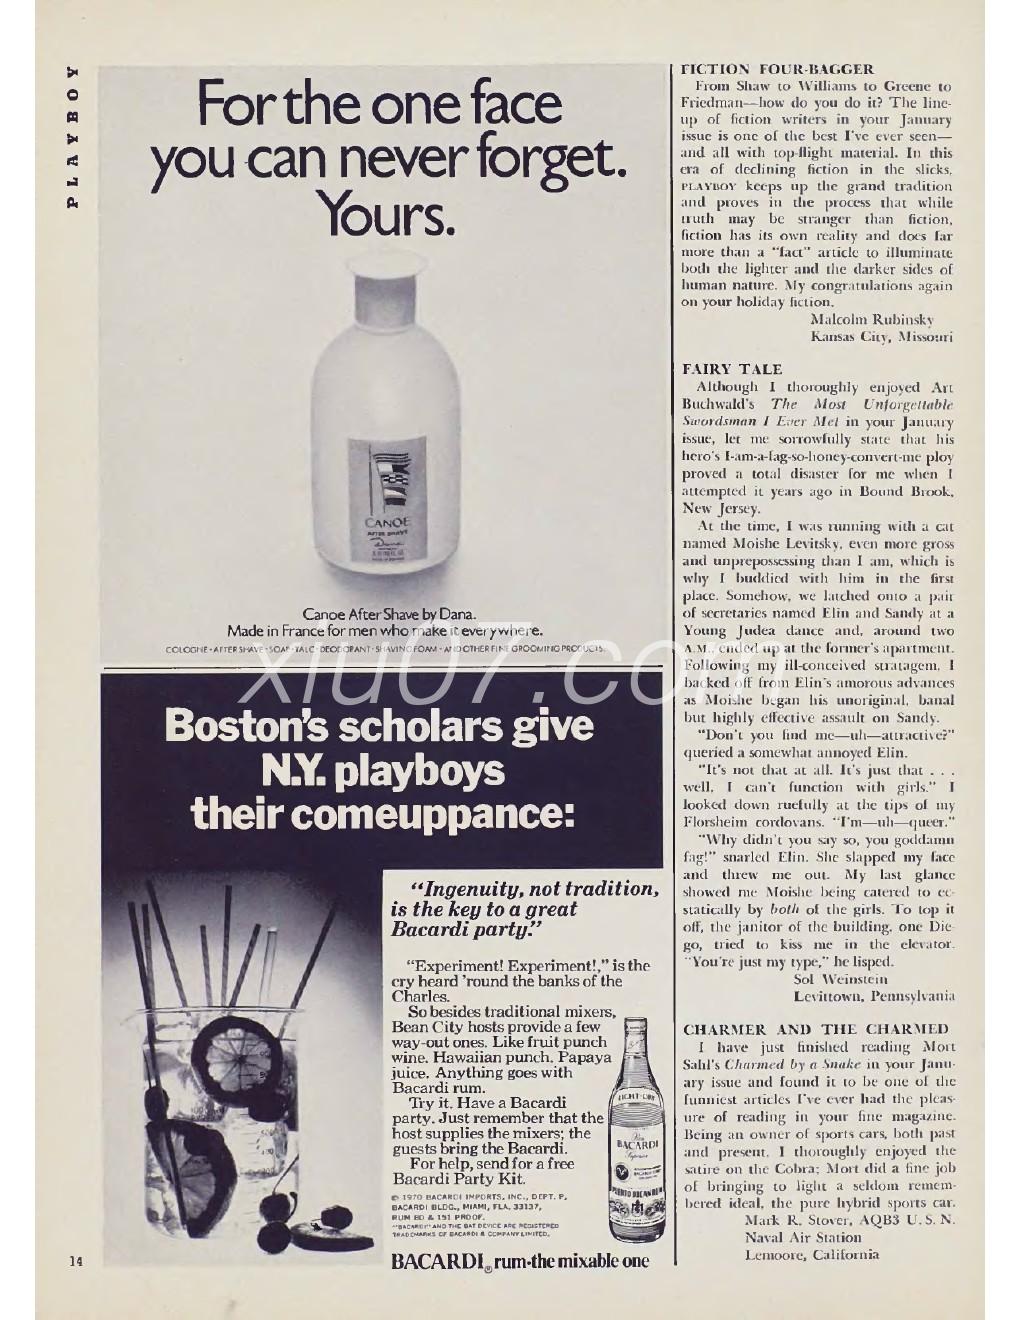 PLAYBOY
For the one face
you can never forget.
Yours.
CANOE
AFTER SHAVE
Dana
Canoe After Shave by Dana.
Made in France for men who make it everywhere.
COLOGNE • AFTER SHAVE • SOAP • TALC • DEODORANT • SHAVING FOAM • AND OTHER FINE GROOMING PRODUCTS.
Boston's scholars give
N.Y. playboys
their comeuppance:
"Ingenuity, not tradition,
is the key to a great
Bacardi party."
"Experiment! Experiment!," is the
cry heard 'round the banks of the
Charles.
So besides traditional mixers,
Bean City hosts provide a few
way-out ones. Like fruit punch
wine. Hawaiian punch. Papaya
juice. Anything goes with
Bacardi rum.
Try it. Have a Bacardi
party. Just remember that the
host supplies the mixers; the
guests bring the Bacardi.
For help, send for a free
Bacardi Party Kit.
© 1970 BACARDI IMPORTS, INC., DEPT. P,
BACARDI BLDG., MIAMI, FLA. 33137,
RUM 80 & 151 PROOF.
"BACARDI" AND THE BAT DEVICE ARE REGISTERED
TRADEMARKS OF BACARDI & COMPANY LIMITED.
LIGHT-DRY
BACARDI
Superior
PUERTO RICAN RUM
BACARDI® rum-the mixable one
14
FICTION FOUR-BAGGER
From Shaw to Williams to Greene to
Friedman—how do you do it? The line-
up of fiction writers in your January
issue is one of the best I've ever seen—
and all with top-flight material. In this
era of declining fiction in the slicks,
PLAYBOY keeps up the grand tradition
and proves in the process that while
truth may be stranger than fiction,
fiction has its own reality and does far
more than a "fact" article to illuminate
both the lighter and the darker sides of
human nature. My congratulations again
on your holiday fiction.
Malcolm Rubinsky
Kansas City, Missouri
FAIRY TALE
Although I thoroughly enjoyed Art
Buchwald's The Most Unforgettable
Swordsman I Ever Met in your January
issue, let me sorrowfully state that his
hero's I-am-a-fag-so-honey-convert-me ploy
proved a total disaster for me when I
attempted it years ago in Bound Brook,
New Jersey.
At the time, I was running with a cat
named Moishe Levitsky, even more gross
and unprepossessing than I am, which is
why I buddied with him in the first
place. Somehow, we latched onto a pair
of secretaries named Elin and Sandy at a
Young Judea dance and, around two
A.M., ended up at the former's apartment.
Following my ill-conceived stratagem, I
backed off from Elin's amorous advances
as Moishe began his unoriginal, banal
but highly effective assault on Sandy.
"Don't you find me—uh—attractive?"
queried a somewhat annoyed Elin.
"It's not that at all. It's just that . . .
well, I can't function with girls." I
looked down ruefully at the tips of my
Florsheim cordovans. "I'm—uh—queer."
"Why didn't you say so, you goddamn
fag!" snarled Elin. She slapped my face
and threw me out. My last glance
showed me Moishe being catered to ec-
statically by both of the girls. To top it
off, the janitor of the building, one Die-
go, tried to kiss me in the elevator.
"You're just my type," he lisped.
Sol Weinstein
Levittown, Pennsylvania
CHARMER AND THE CHARMED
I have just finished reading Mort
Sahl's Charmed by a Snake in your Janu-
ary issue and found it to be one of the
funniest articles I've ever had the pleas-
ure of reading in your fine magazine.
Being an owner of sports cars, both past
and present, I thoroughly enjoyed the
satire on the Cobra; Mort did a fine job
of bringing to light a seldom remem-
bered ideal, the pure hybrid sports car.
Mark R. Stover, AQB3 U. S. N.
Naval Air Station
Lemoore, California
xiu07.com